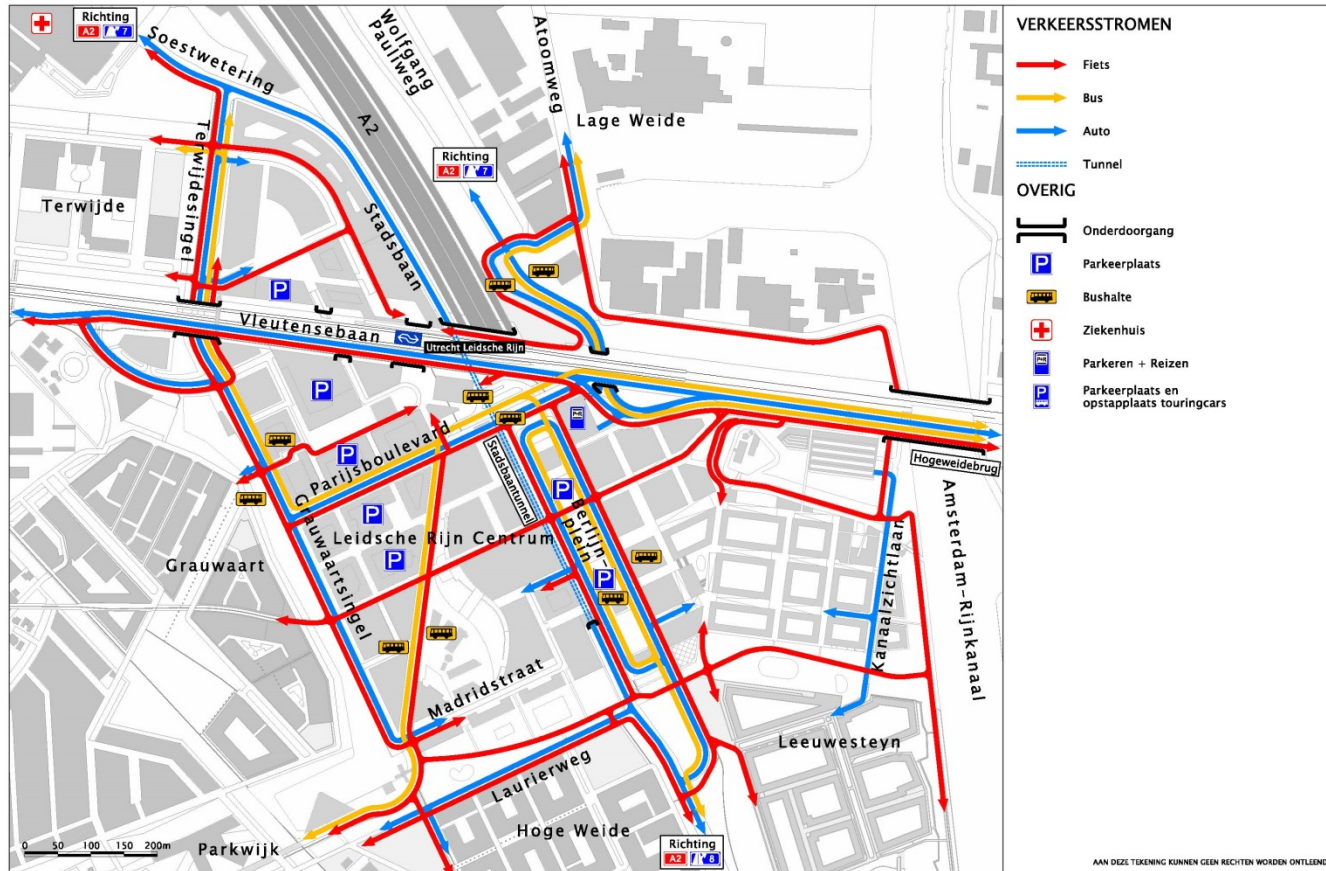 Richting
A2 7
Soestwetering
Wolfgang
Pauliweg
Atoomweg
A2
Lage Weide
Richting
A2 7
Terwijde
Terwijdesingel
Stadsbaan
P
Vleutensebaan
Utrecht Leidsche Rijn
P
P+R
Parijsboulevard
P
Hogeweidebrug
Stadsbaantunnel
P
Berlijn-
plein
P
Grauwaartsingel
Leidsche Rijn Centrum
P
P
Grauwaart
Kanaalzichtlaan
Amsterdam-Rijnkanaal
Madridstraat
Leeuwesteyn
Laurierweg
Hoge Weide
Parkwijk
0 50 100 150 200m
Richting
A2 8
VERKEERSSTROMEN
Fiets
Bus
Auto
Tunnel
OVERIG
Onderdoorgang
P
Parkeerplaats
Bushalte
Ziekenhuis
P+R
Parkeren + Reizen
P
Parkeerplaats en
opstapplaats touringcars
AAN DEZE TEKENING KUNNEN GEEN RECHTEN WORDEN ONTLEEND